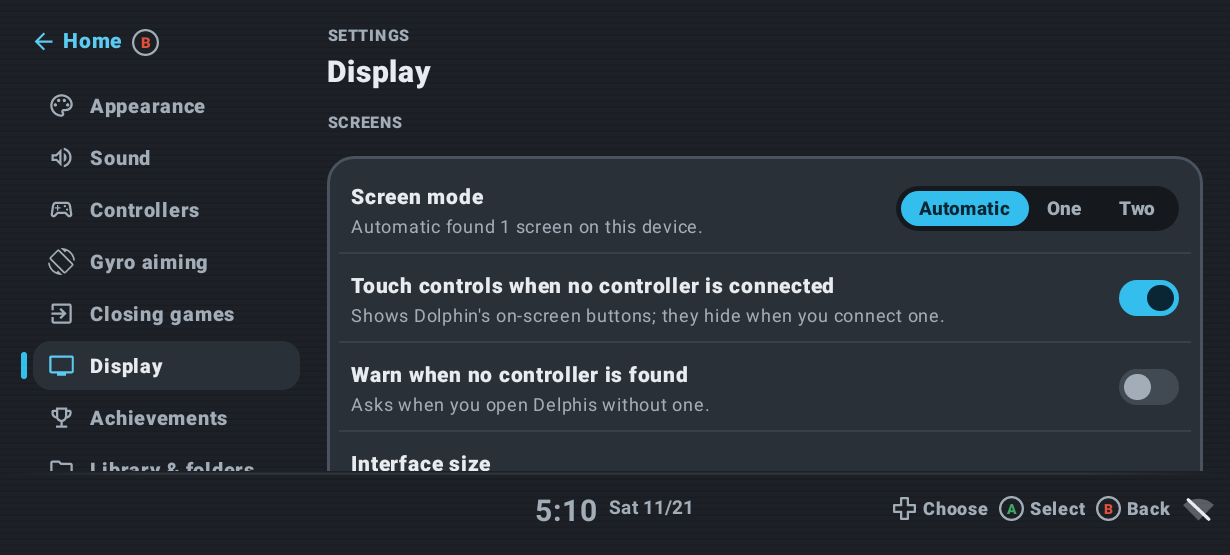 Home B
Appearance
Sound
Controllers
Gyro aiming
Closing games
Display
Achievements
Library & folders
SETTINGS
Display
SCREENS
Screen mode
Automatic found 1 screen on this device.
Automatic One Two
Touch controls when no controller is connected
Shows Dolphin's on-screen buttons; they hide when you connect one.
Warn when no controller is found
Asks when you open Delphis without one.
Interface size
5:10 Sat 11/21
Choose A Select B Back